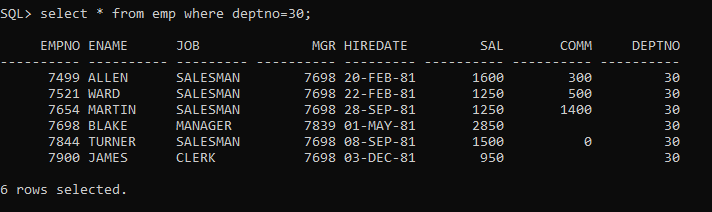 SQL> select * from emp where deptno=30;
     EMPNO ENAME      JOB              MGR HIREDATE         SAL       COMM     DEPTNO
---------- ---------- --------- ---------- --------- ---------- ---------- ----------
      7499 ALLEN      SALESMAN        7698 20-FEB-81       1600        300         30
      7521 WARD       SALESMAN        7698 22-FEB-81       1250        500         30
      7654 MARTIN     SALESMAN        7698 28-SEP-81       1250       1400         30
      7698 BLAKE      MANAGER         7839 01-MAY-81       2850                    30
      7844 TURNER     SALESMAN        7698 08-SEP-81       1500          0         30
      7900 JAMES      CLERK           7698 03-DEC-81        950                    30
6 rows selected.